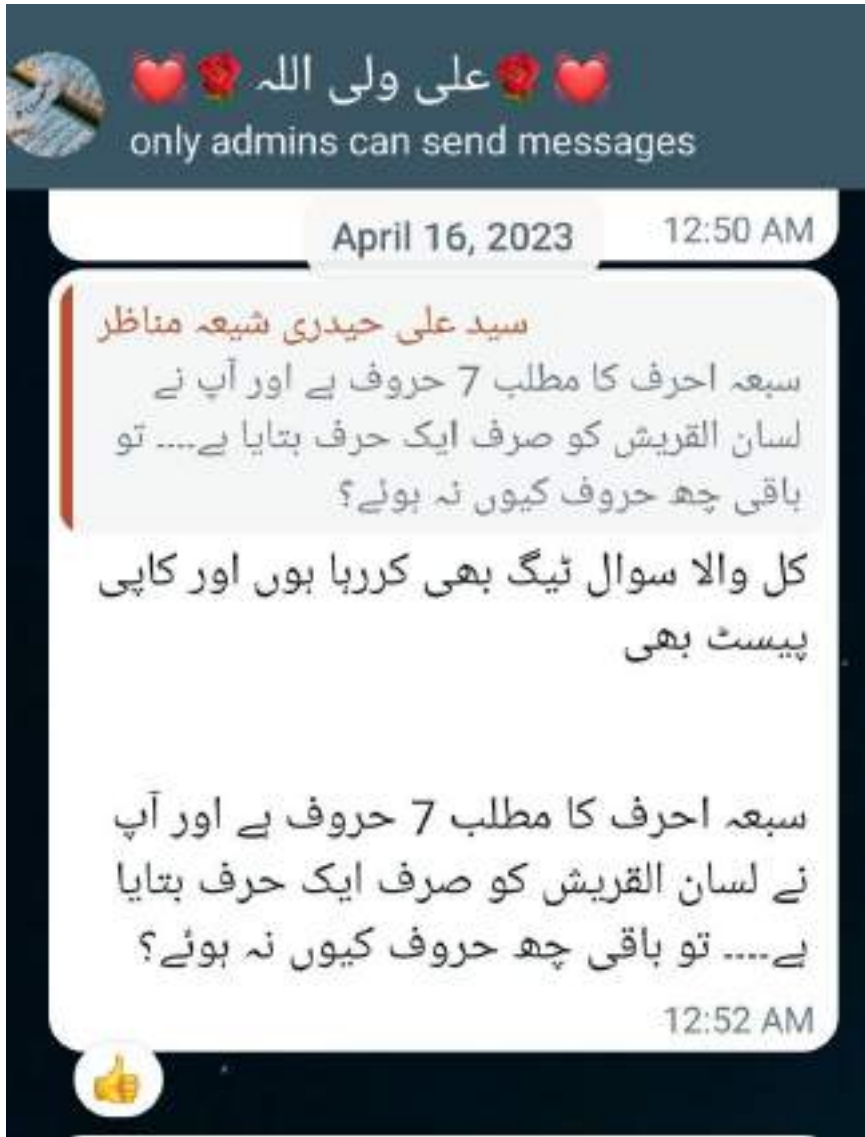 💓🌹علی ولی اللہ🌹💓
only admins can send messages
12:50 AM
April 16, 2023
سید علی حیدری شیعہ مناظر
سبعہ احرف کا مطلب 7 حروف ہے اور آپ نے
لسان القریش کو صرف ایک حرف بتایا ہے.... تو
باقی چھ حروف کیوں نہ ہوئے؟
کل والا سوال ٹیگ بھی کررہا ہوں اور کاپی
پیسٹ بھی
سبعہ احرف کا مطلب 7 حروف ہے اور آپ
نے لسان القریش کو صرف ایک حرف بتایا
ہے.... تو باقی چھ حروف کیوں نہ ہوئے؟
12:52 AM
👍